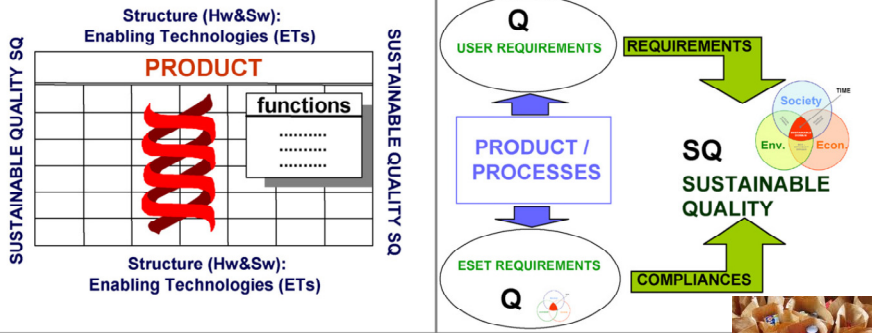 Structure (Hw&Sw):
Enabling Technologies (ETs)
SUSTAINABLE QUALITY SQ
PRODUCT
functions
..........
..........
..........
SUSTAINABLE QUALITY SQ
Structure (Hw&Sw):
Enabling Technologies (ETs)
Q
USER REQUIREMENTS
REQUIREMENTS
PRODUCT /
PROCESSES
TIME
Society
Env.
Econ.
SQ
SUSTAINABLE
QUALITY
ESET REQUIREMENTS
Q
COMPLIANCES